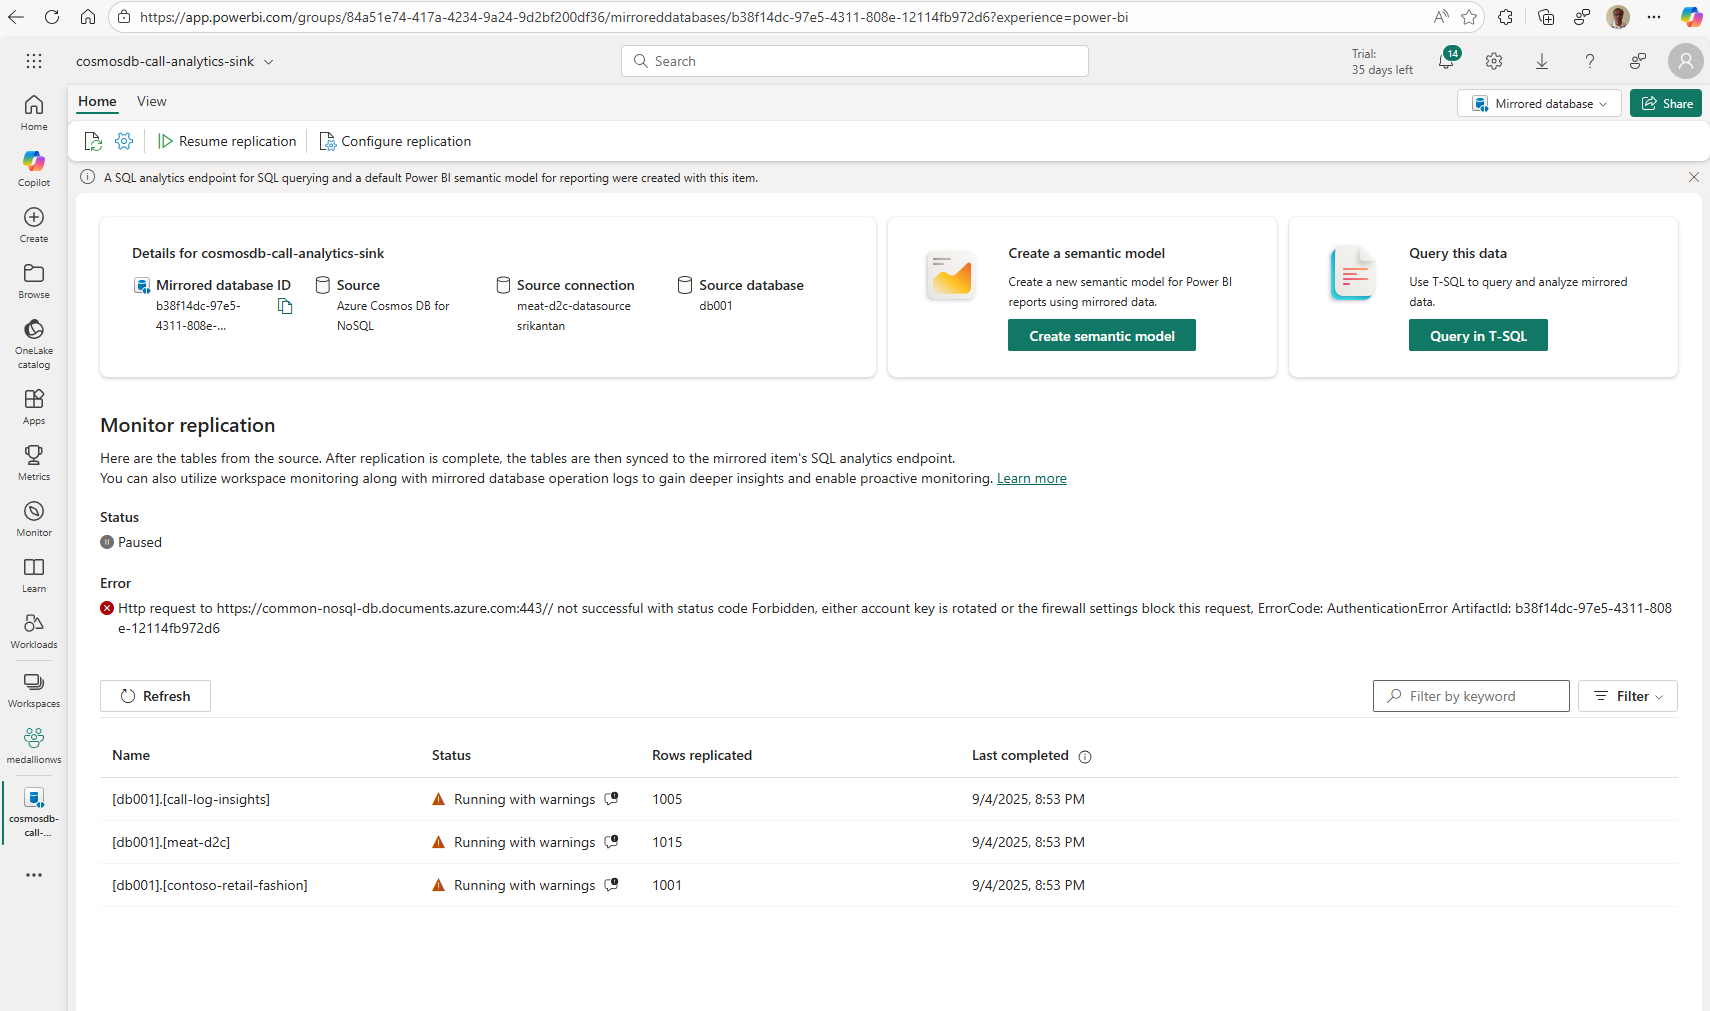 https://app.powerbi.com/groups/84a51e74-417a-4234-9a24-9d2bf200df36/mirroreddatabases/b38f14dc-97e5-4311-808e-12114fb972d6?experience=power-bi
cosmosdb-call-analytics-sink
Search
Trial:
35 days left
14
Home View
Mirrored database
Share
Resume replication
Configure replication
A SQL analytics endpoint for SQL querying and a default Power BI semantic model for reporting were created with this item.
Home
Copilot
Create
Browse
OneLake
catalog
Apps
Metrics
Monitor
Learn
Workloads
Workspaces
medallionws
cosmosdb-
call-...
Details for cosmosdb-call-analytics-sink
Mirrored database ID
b38f14dc-97e5-
4311-808e-...
Source
Azure Cosmos DB for
NoSQL
Source connection
meat-d2c-datasource
srikantan
Source database
db001
Create a semantic model
Create a new semantic model for Power BI
reports using mirrored data.
Create semantic model
Query this data
Use T-SQL to query and analyze mirrored
data.
Query in T-SQL
Monitor replication
Here are the tables from the source. After replication is complete, the tables are then synced to the mirrored item's SQL analytics endpoint.
You can also utilize workspace monitoring along with mirrored database operation logs to gain deeper insights and enable proactive monitoring. Learn more
Status
Paused
Error
Http request to https://common-nosql-db.documents.azure.com:443// not successful with status code Forbidden, either account key is rotated or the firewall settings block this request, ErrorCode: AuthenticationError ArtifactId: b38f14dc-97e5-4311-808
e-12114fb972d6
Refresh
Filter by keyword
Filter
Name Status Rows replicated Last completed
[db001].[call-log-insights] Running with warnings 1005 9/4/2025, 8:53 PM
[db001].[meat-d2c] Running with warnings 1015 9/4/2025, 8:53 PM
[db001].[contoso-retail-fashion] Running with warnings 1001 9/4/2025, 8:53 PM